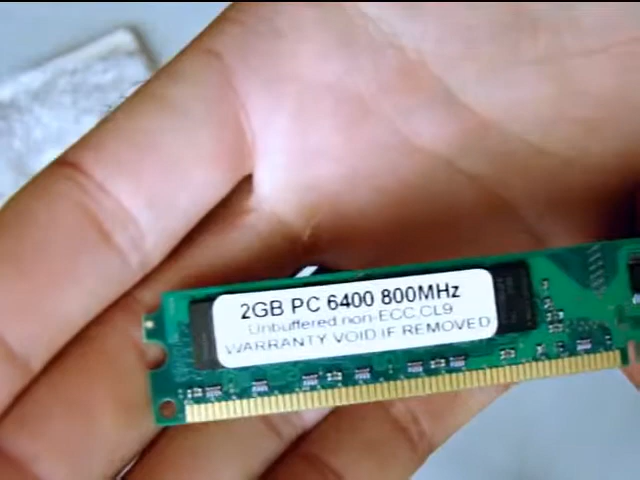 2GB PC 6400 800MHz
Unbuffered non-ECC CL9
WARRANTY VOID IF REMOVED